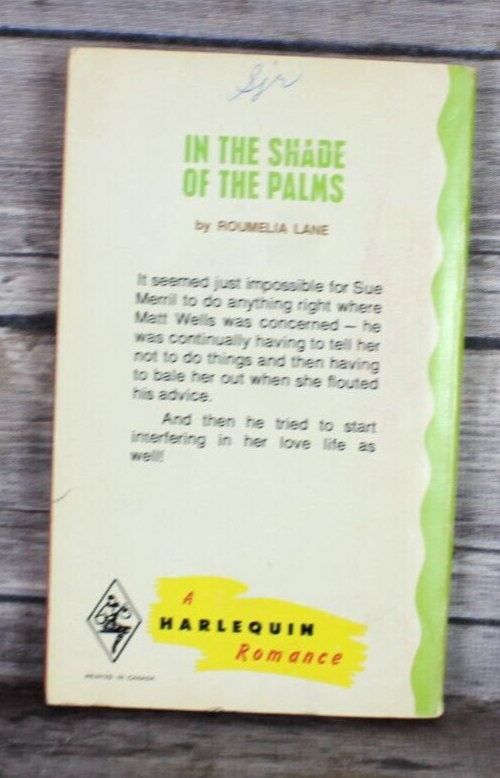 IN THE SHADE
OF THE PALMS
by ROUMELIA LANE
It seemed just impossible for Sue
Merril to do anything right where
Matt Wells was concerned — he
was continually having to tell her
not to do things and then having
to bale her out when she flouted
his advice.
And then he tried to start
interfering in her love life as
well!
A
HARLEQUIN
Romance
PRINTED IN CANADA